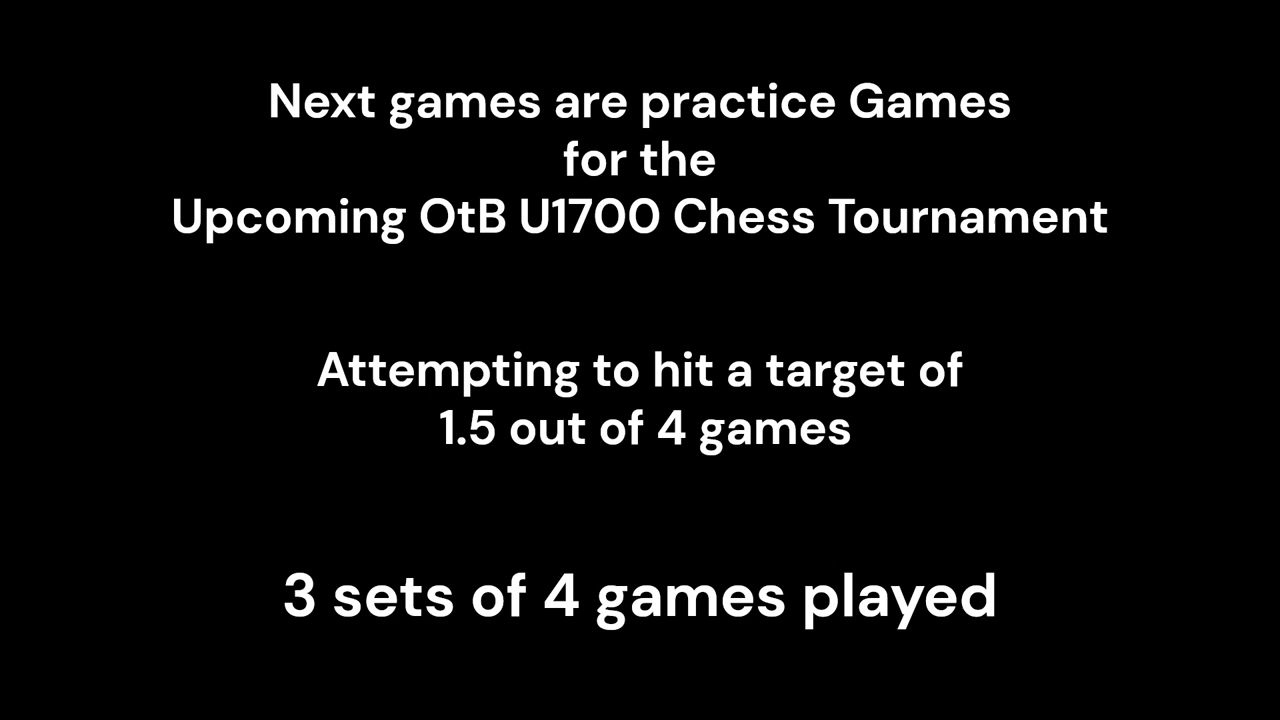 Next games are practice Games
for the
Upcoming OtB U1700 Chess Tournament
Attempting to hit a target of
1.5 out of 4 games
3 sets of 4 games played